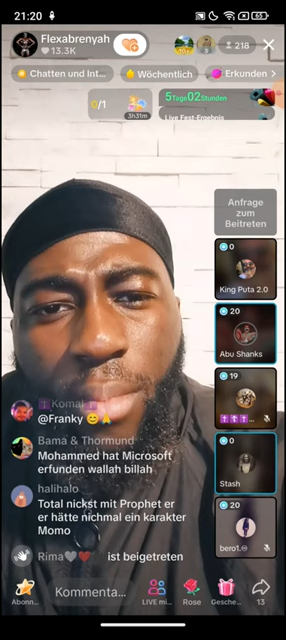 21:20
65
Flexabrenyah
13.3K
218
Chatten und Int...
Wöchentlich
Erkunden
0/1
3h31m
5Tage02Stunden
Live Fest-Ergebnis
Anfrage
zum
Beitreten
0
King Puta 2.0
20
Abu Shanks
19
0
Stash
20
bero1.♾
✝️Komal✝️
@Franky 😊🙏
Bama & Thormund
Mohammed hat Microsoft
erfunden wallah billah
halihalo
Total nickst mit Prophet er
er hätte nichmal ein karakter
Momo
Rima🩶❤️ ist beigetreten
Abonn...
Kommenta...
LIVE mi...
Rose
Gesche...
13